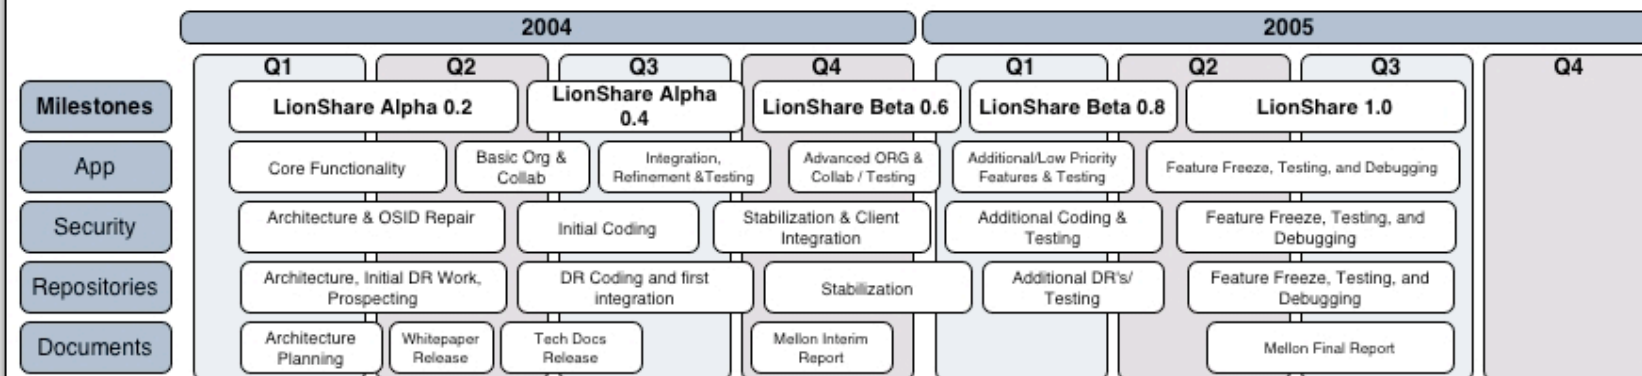 2004 2005
Q1 Q2 Q3 Q4 Q1 Q2 Q3 Q4
Milestones
LionShare Alpha 0.2
LionShare Alpha
0.4
LionShare Beta 0.6
LionShare Beta 0.8
LionShare 1.0
App
Core Functionality
Basic Org &
Collab
Integration,
Refinement &Testing
Advanced ORG &
Collab / Testing
Additional/Low Priority
Features & Testing
Feature Freeze, Testing, and Debugging
Security
Architecture & OSID Repair
Initial Coding
Stabilization & Client
Integration
Additional Coding &
Testing
Feature Freeze, Testing, and
Debugging
Repositories
Architecture, Initial DR Work,
Prospecting
DR Coding and first
integration
Stabilization
Additional DR's/
Testing
Feature Freeze, Testing, and
Debugging
Documents
Architecture
Planning
Whitepaper
Release
Tech Docs
Release
Mellon Interim
Report
Mellon Final Report